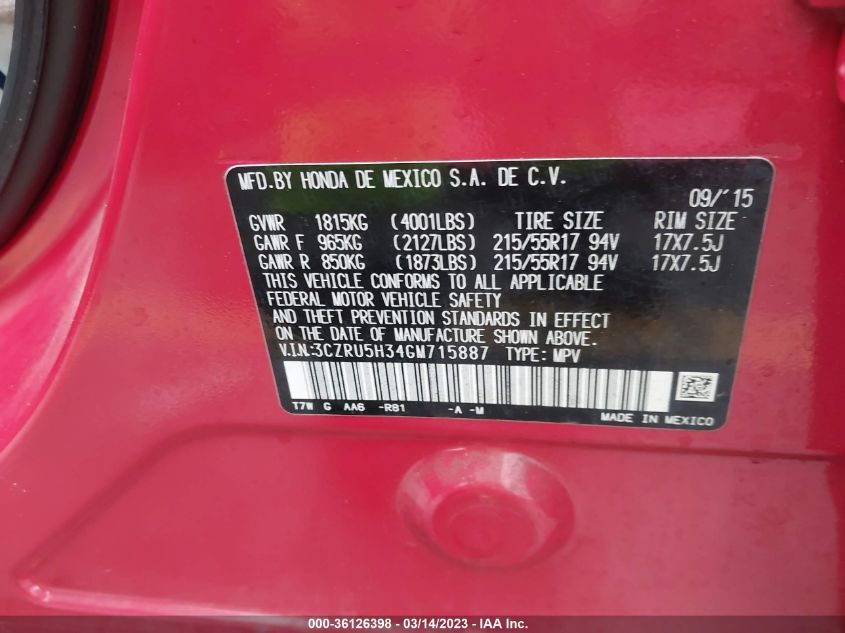 MFD.BY HONDA DE MEXICO S.A. DE C.V.
09/'15
GVWR 1815KG (4001LBS) TIRE SIZE RIM SIZE
GAWR F 965KG (2127LBS) 215/55R17 94V 17X7.5J
GAWR R 850KG (1873LBS) 215/55R17 94V 17X7.5J
THIS VEHICLE CONFORMS TO ALL APPLICABLE
FEDERAL MOTOR VEHICLE SAFETY
AND THEFT PREVENTION STANDARDS IN EFFECT
ON THE DATE OF MANUFACTURE SHOWN ABOVE.
V.I.N:3CZRU5H34GM715887 TYPE: MPV
T7W G AA6 -R81 -A -M
MADE IN MEXICO
000-36126398 - 03/14/2023 - IAA Inc.